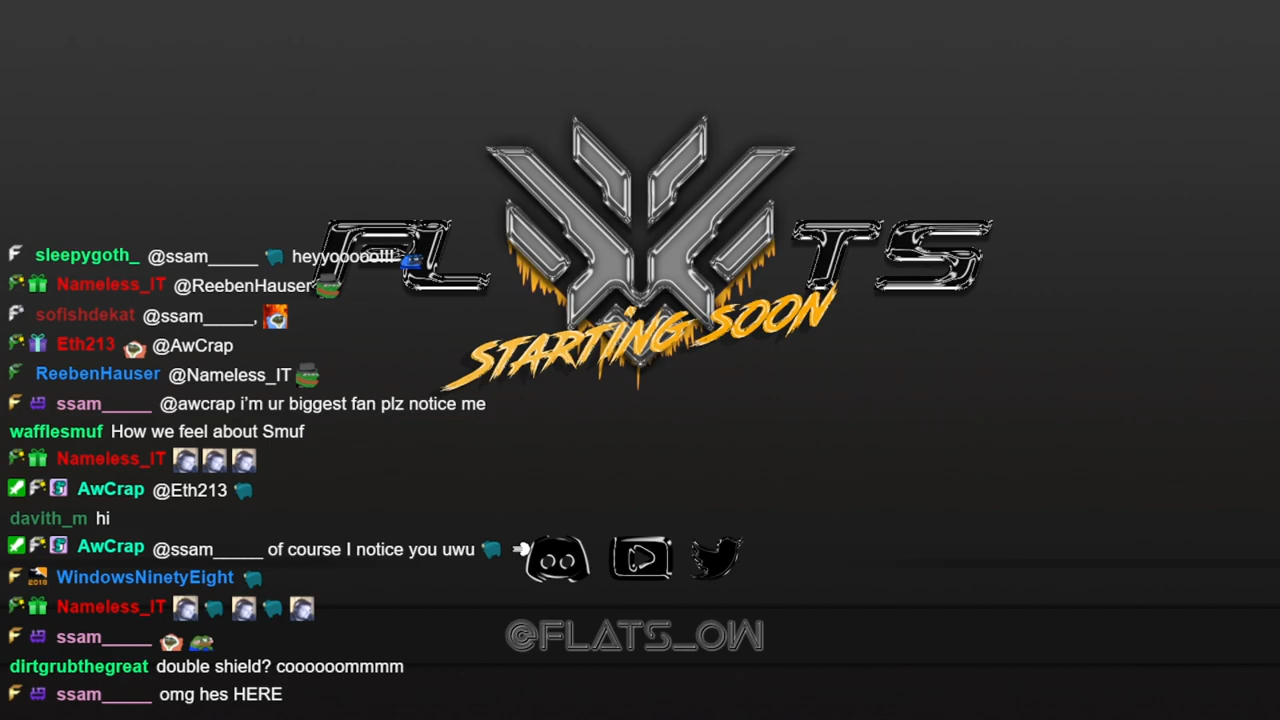 FL TS
STARTING SOON
sleepygoth_ @ssam_____ heyyooooo!!!
Nameless_IT @ReebenHauser
sofishdekat @ssam_____,
Eth213 @AwCrap
ReebenHauser @Nameless_IT
ssam_____ @awcrap i’m ur biggest fan plz notice me
wafflesmuf How we feel about Smuf
Nameless_IT
AwCrap @Eth213
davith_m hi
AwCrap @ssam_____ of course I notice you uwu
WindowsNinetyEight
Nameless_IT
ssam_____
dirtgrubthegreat double shield? coooooommmm
ssam_____ omg hes HERE
@FLATS_OW